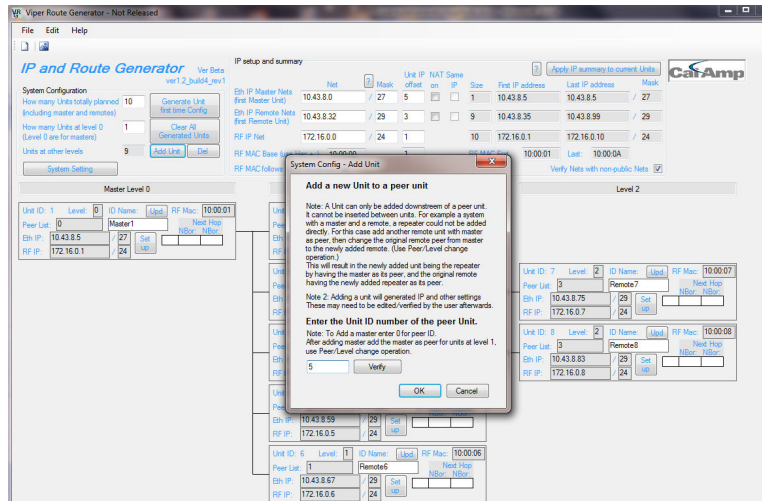 Viper Route Generator - Not Released
File Edit Help
IP and Route Generator Ver Beta
ver1.2_build4_rev1
System Configuration
How many Units totally planned 10
(including master and remotes)
Generate Unit
first time Config
How many Units at level 0 1
(Level 0 are for masters)
Clear All
Generated Units
Units at other levels 9 Add Unit Del
System Setting
IP setup and summary
? Apply IP summary to current Units
CalAmp
Net ? Mask Unit IP offset NAT on Same IP Size First IP address Last IP address Mask
Eth IP Master Nets
(first Master Unit) 10.43.8.0 / 27 5 1 10.43.8.5 10.43.8.5 / 27
Eth IP Remote Nets
(first Remote Unit) 10.43.8.32 / 29 3 9 10.43.8.35 10.43.8.99 / 29
RF IP Net 172.16.0.0 / 24 1 10 172.16.0.1 172.16.0.10 / 24
RF MAC Base 10:00:00 1 RF MAC First: 10:00:01 Last: 10:00:0A
RF MAC follows
Verify Nets with non-public Nets
Master Level 0
Level 2
Unit ID: 1 Level: 0 ID Name: Upd RF Mac: 10:00:01
Peer List: 0 Master1 Next Hop
NBor: NBor:
Eth IP: 10.43.8.5 / 27 Set up
RF IP: 172.16.0.1 / 24
System Config - Add Unit
Add a new Unit to a peer unit
Note: A Unit can only be added downstreem of a peer unit.
It cannot be inserted between units. For example a system
with a master and a remote, a repeater could not be added
directly. For this case add another remote unit with master
as peer, then change the original remote peer from master
to the newly added remote. (Use Peer/Level change
operation.)
This will result in the newly added unit being the repeater
by having the master as its peer, and the original remote
having the newly added repeater as its peer.
Note 2: Adding a unit will generated IP and other settings
These may need to be edited/verified by the user afterwards.
Enter the Unit ID number of the peer Unit.
Note: To Add a master enter 0 for peer ID.
After adding master add the master as peer for units at level 1,
use Peer/Level change operation.
5 Verify
OK Cancel
Unit ID: 7 Level: 2 ID Name: Upd RF Mac: 10:00:07
Peer List: 3 Remote7 Next Hop
NBor: NBor:
Eth IP: 10.43.8.75 / 29 Set up
RF IP: 172.16.0.7 / 24
Unit ID: 8 Level: 2 ID Name: Upd RF Mac: 10:00:08
Peer List: 3 Remote8 Next Hop
NBor: NBor:
Eth IP: 10.43.8.83 / 29 Set up
RF IP: 172.16.0.8 / 24
Eth IP: 10.43.8.59 / 29 Set up
RF IP: 172.16.0.5 / 24
Unit ID: 6 Level: 1 ID Name: Upd RF Mac: 10:00:06
Peer List: 1 Remote6 Next Hop
NBor: NBor:
Eth IP: 10.43.8.67 / 29 Set up
RF IP: 172.16.0.6 / 24